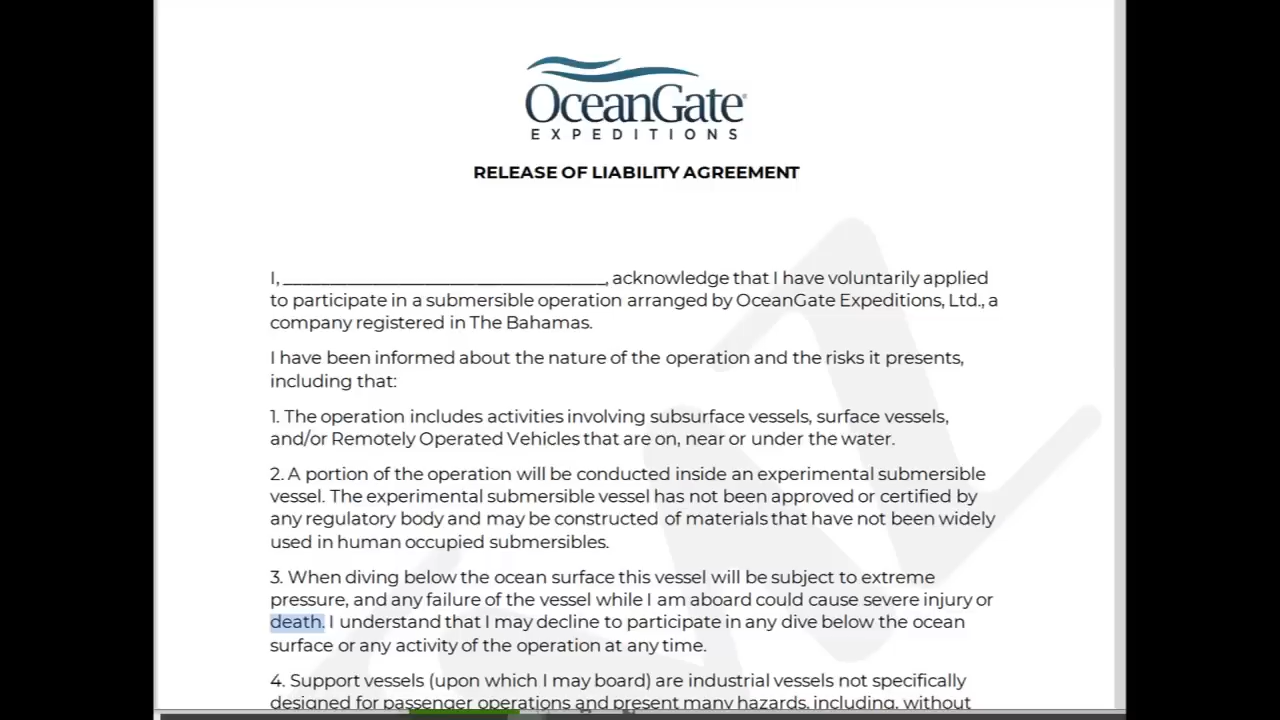 OceanGate®
EXPEDITIONS
RELEASE OF LIABILITY AGREEMENT
I, __________________________________, acknowledge that I have voluntarily applied
to participate in a submersible operation arranged by OceanGate Expeditions, Ltd., a
company registered in The Bahamas.
I have been informed about the nature of the operation and the risks it presents,
including that:
1. The operation includes activities involving subsurface vessels, surface vessels,
and/or Remotely Operated Vehicles that are on, near or under the water.
2. A portion of the operation will be conducted inside an experimental submersible
vessel. The experimental submersible vessel has not been approved or certified by
any regulatory body and may be constructed of materials that have not been widely
used in human occupied submersibles.
3. When diving below the ocean surface this vessel will be subject to extreme
pressure, and any failure of the vessel while I am aboard could cause severe injury or
death. I understand that I may decline to participate in any dive below the ocean
surface or any activity of the operation at any time.
4. Support vessels (upon which I may board) are industrial vessels not specifically
designed for passenger operations and present many hazards, including, without